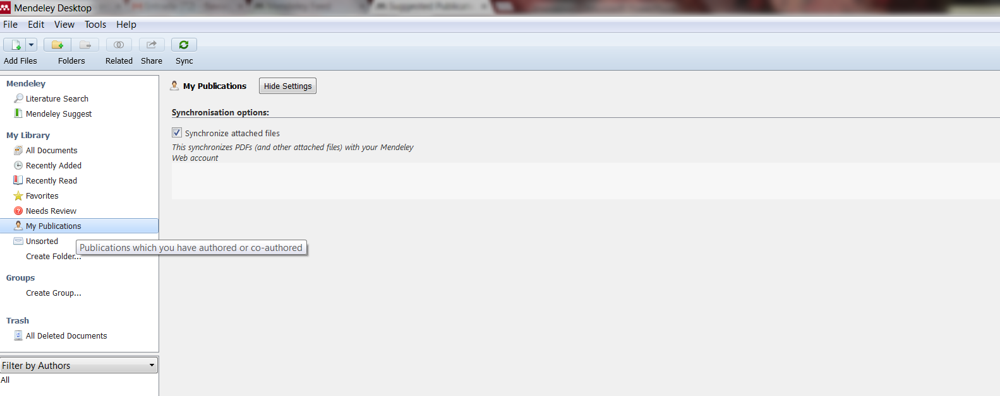 Mendeley Desktop
File Edit View Tools Help
Add Files Folders Related Share Sync
Mendeley
Literature Search
Mendeley Suggest
My Library
All Documents
Recently Added
Recently Read
Favorites
Needs Review
My Publications
Unsorted
Create Folder...
Groups
Create Group...
Trash
All Deleted Documents
Filter by Authors
All
My Publications Hide Settings
Synchronisation options:
Synchronize attached files
This synchronizes PDFs (and other attached files) with your Mendeley
Web account
Publications which you have authored or co-authored